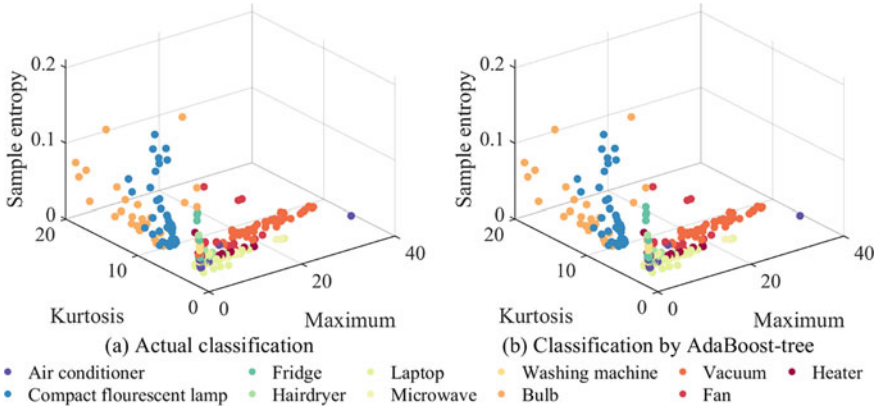 0.2
0.1
0
20
10
0
0
20
40
Sample entropy
Kurtosis
Maximum
(a) Actual classification
0.2
0.1
0
20
10
0
0
20
40
Sample entropy
Kurtosis
Maximum
(b) Classification by AdaBoost-tree
Air conditioner
Fridge
Laptop
Washing machine
Vacuum
Heater
Compact flourescent lamp
Hairdryer
Microwave
Bulb
Fan